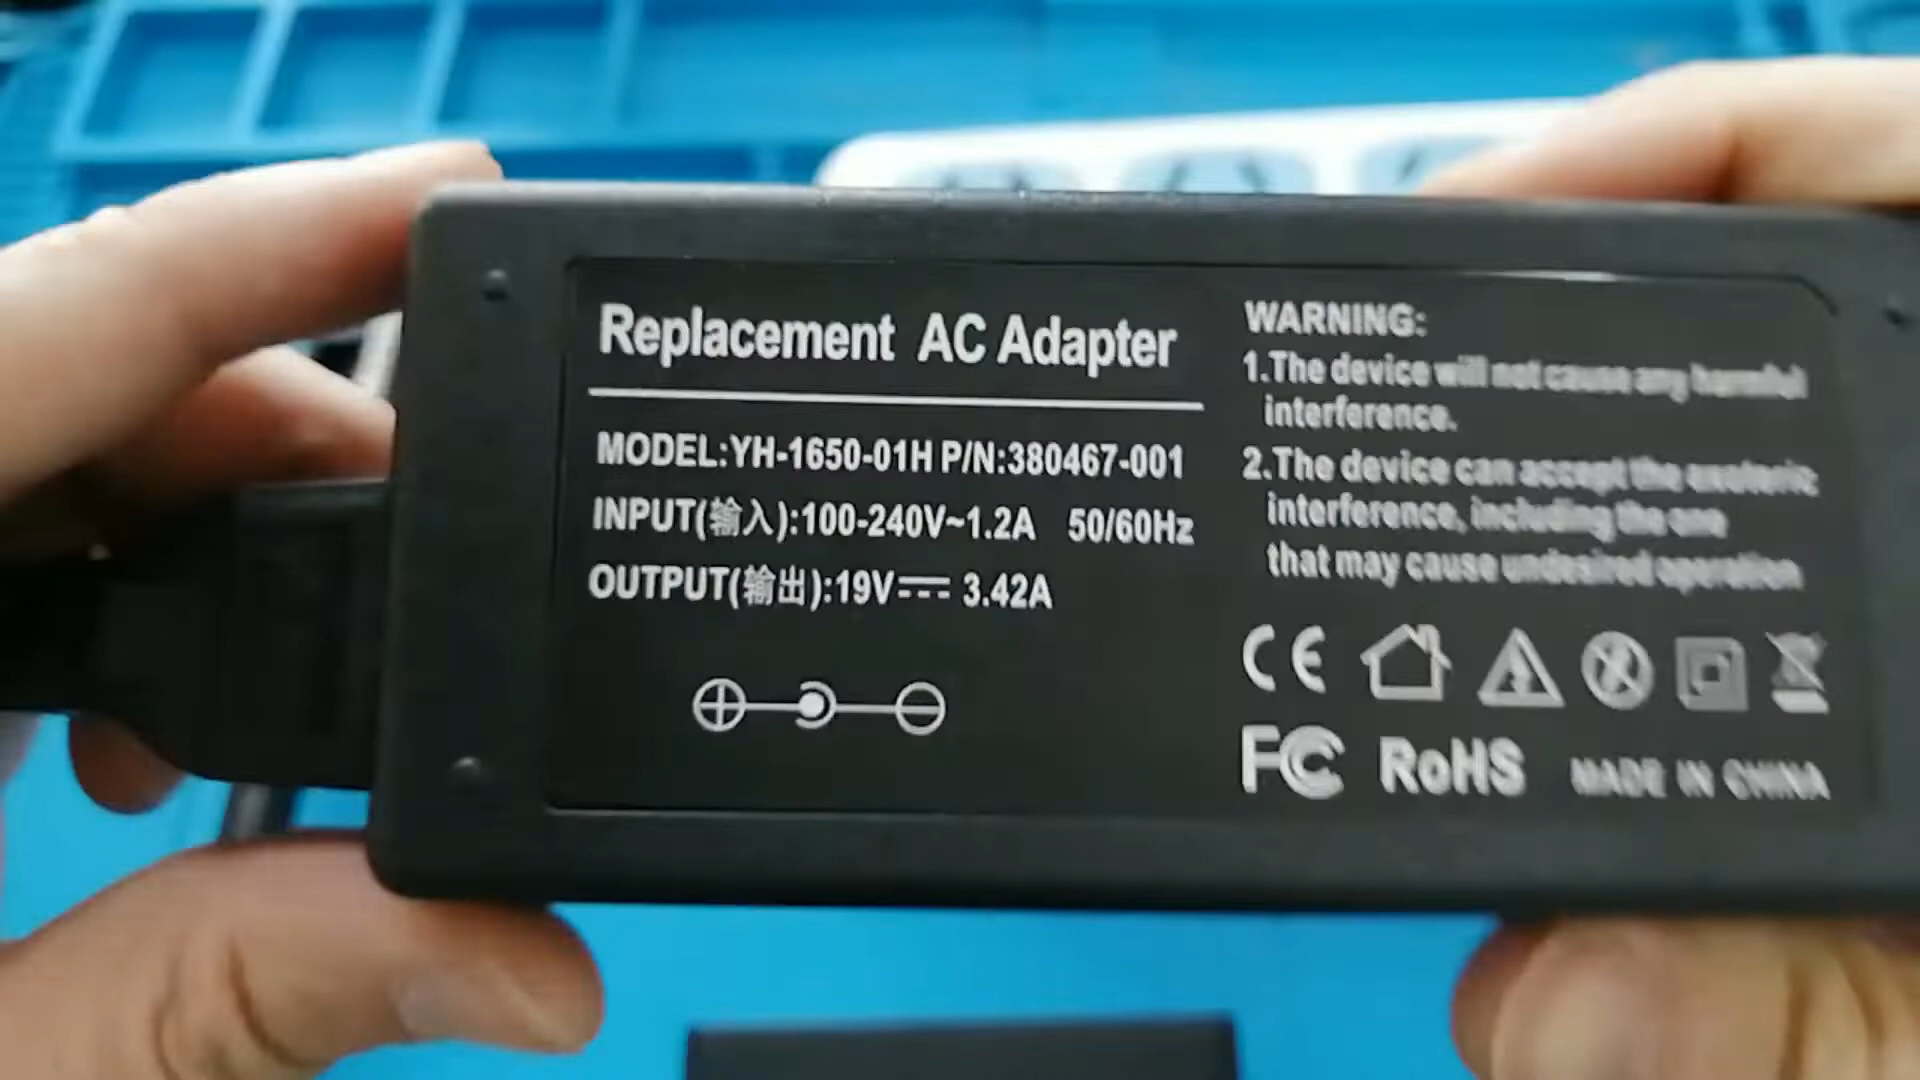 Replacement AC Adapter
MODEL:YH-1650-01H P/N:380467-001
INPUT(输入):100-240V~1.2A 50/60Hz
OUTPUT(输出):19V⎓3.42A
WARNING:
1.The device will not cause any harmful
interference.
2.The device can accept the exoteric
interference, including the one
that may cause undesired operation
CE
FC RoHS MADE IN CHINA